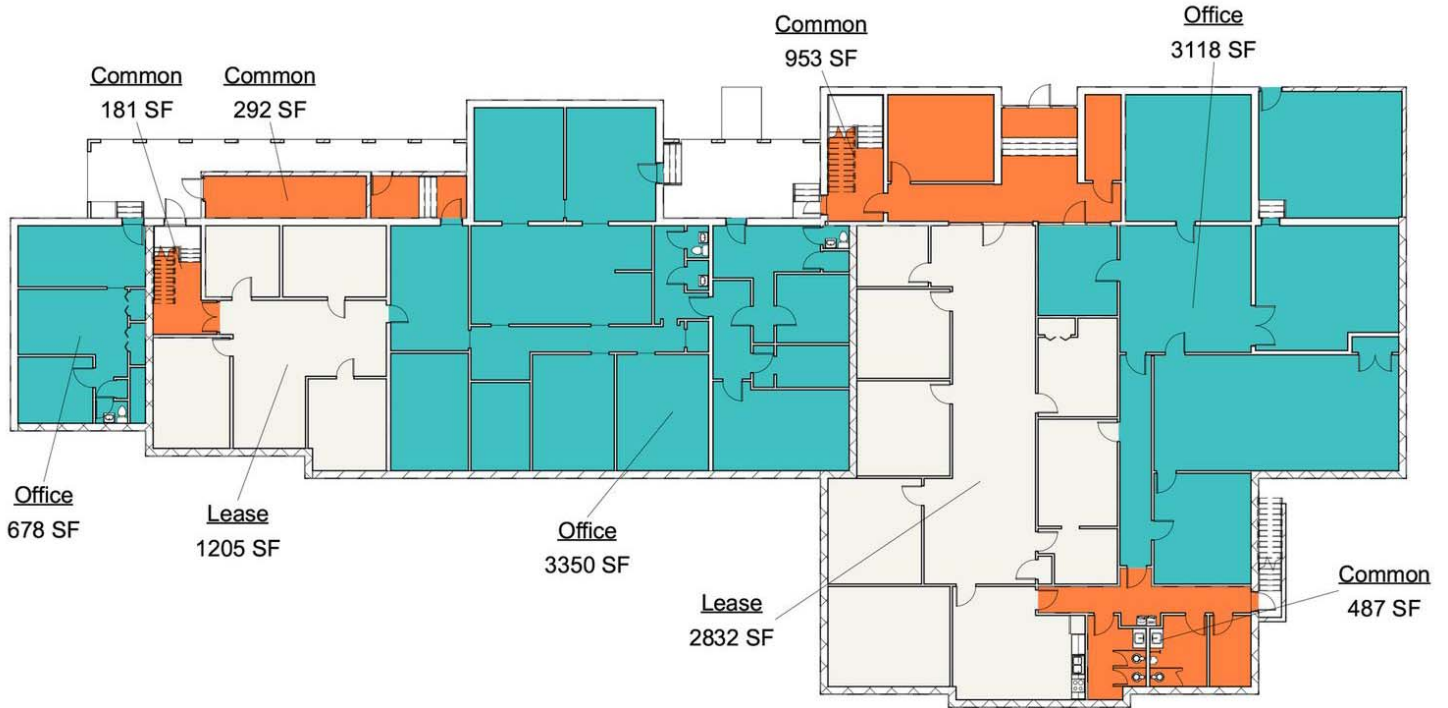 Common
953 SF
Office
3118 SF
Common
181 SF
Common
292 SF
Office
678 SF
Lease
1205 SF
Office
3350 SF
Lease
2832 SF
Common
487 SF